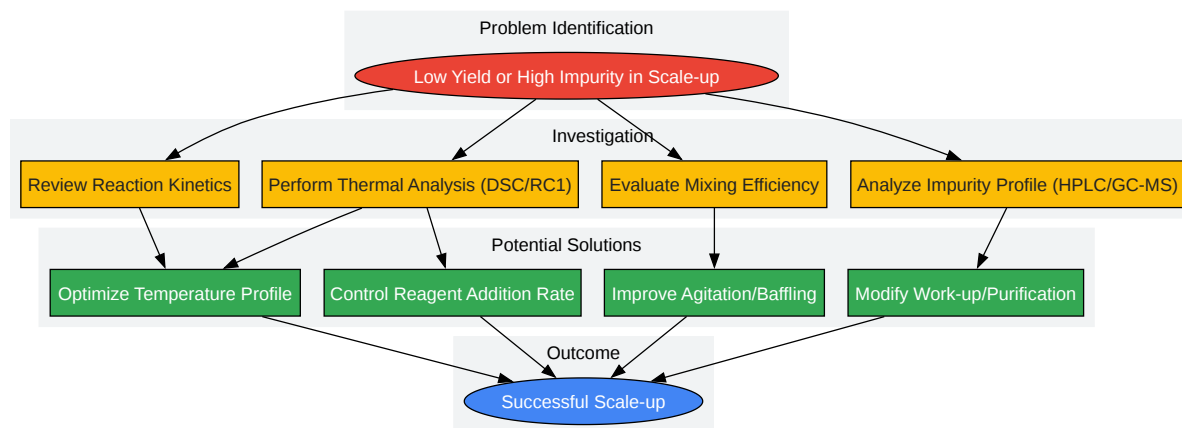 Problem Identification
Low Yield or High Impurity in Scale-up
Investigation
Review Reaction Kinetics
Perform Thermal Analysis (DSC/RC1)
Evaluate Mixing Efficiency
Analyze Impurity Profile (HPLC/GC-MS)
Potential Solutions
Optimize Temperature Profile
Control Reagent Addition Rate
Improve Agitation/Baffling
Modify Work-up/Purification
Outcome
Successful Scale-up